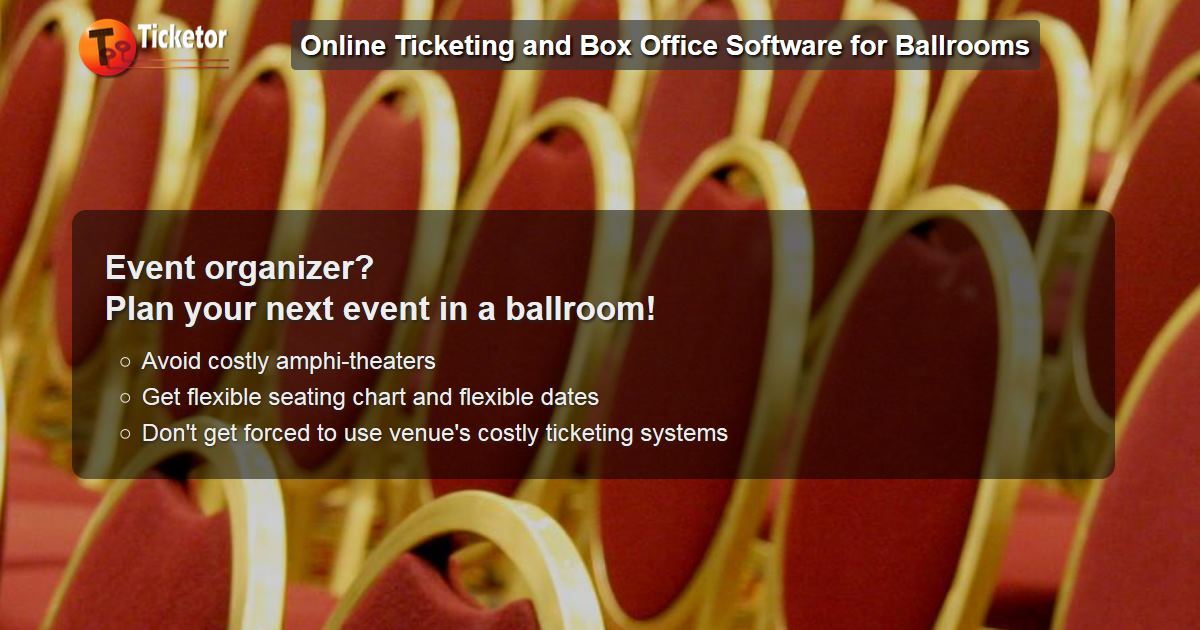 Ticketor
Online Ticketing and Box Office Software for Ballrooms
Event organizer?
Plan your next event in a ballroom!
Avoid costly amphi-theaters
Get flexible seating chart and flexible dates
Don't get forced to use venue's costly ticketing systems